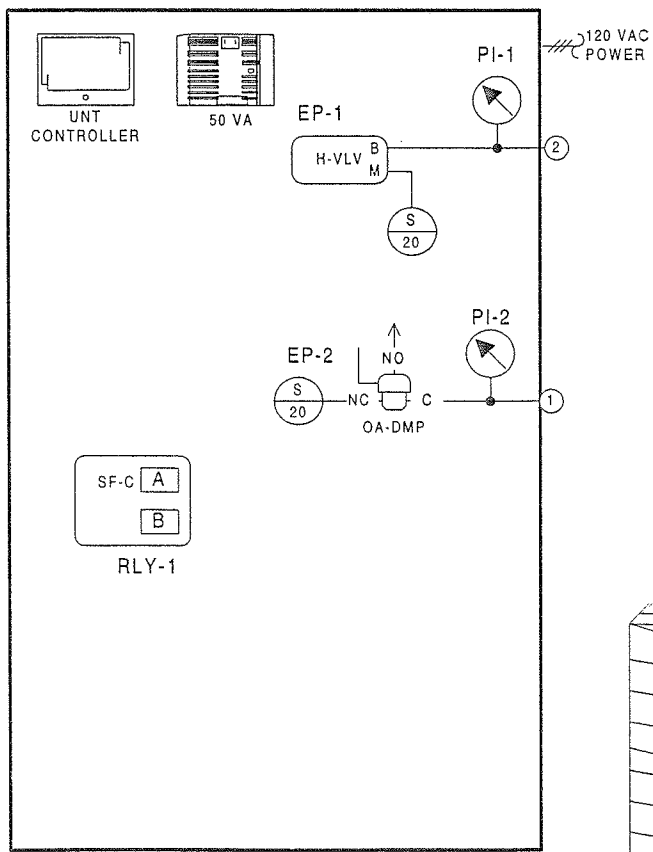 120 VAC
POWER
PI-1
UNT
CONTROLLER
50 VA
EP-1
H-VLV
B
M
2
S
20
PI-2
EP-2
NO
S
20
NC
C
1
OA-DMP
SF-C
A
B
RLY-1